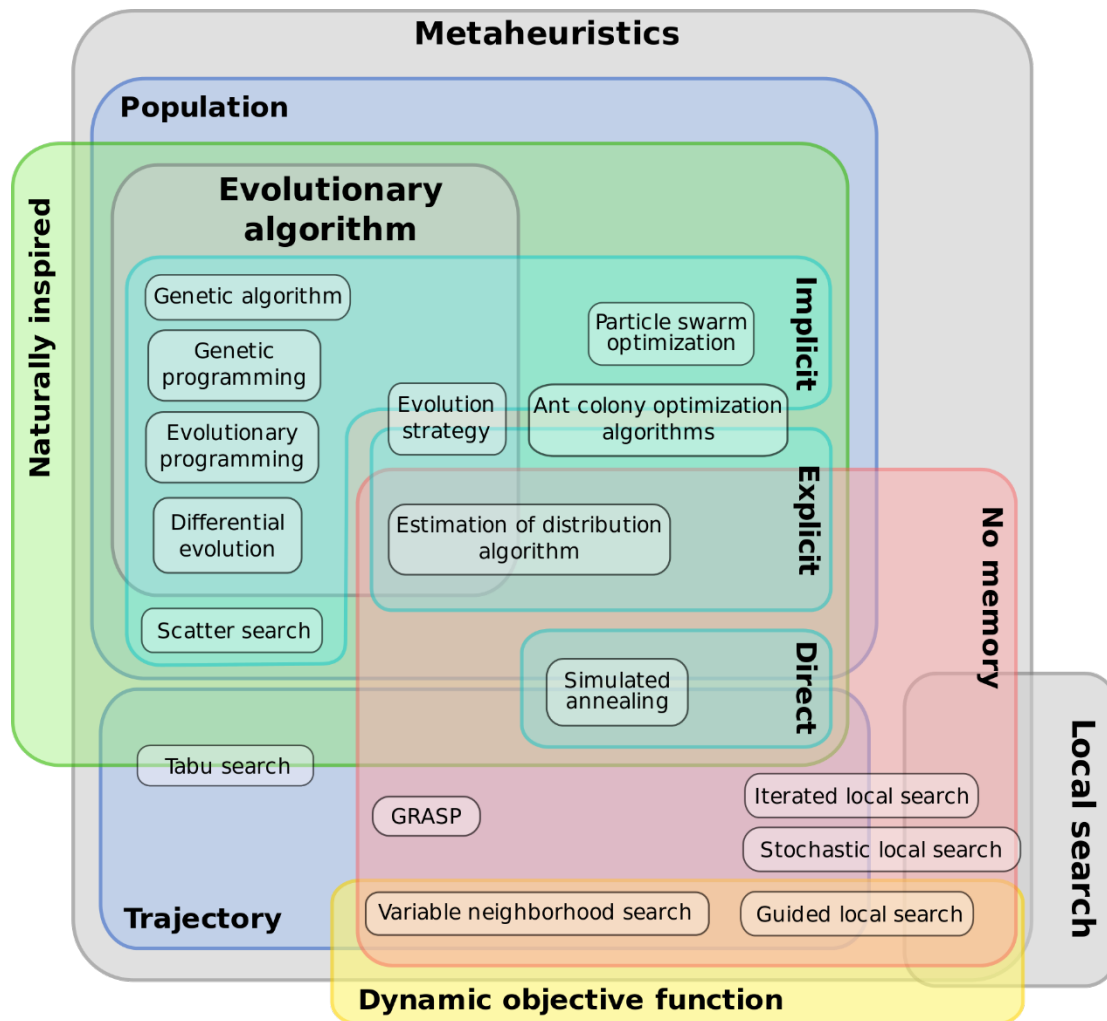 Metaheuristics
Population
Naturally inspired
Evolutionary
algorithm
Implicit
Genetic algorithm
Particle swarm
optimization
Genetic
programming
Evolution
strategy
Ant colony optimization
algorithms
Evolutionary
programming
Explicit
No memory
Differential
evolution
Estimation of distribution
algorithm
Scatter search
Direct
Simulated
annealing
Local search
Tabu search
Iterated local search
GRASP
Stochastic local search
Trajectory
Variable neighborhood search
Guided local search
Dynamic objective function